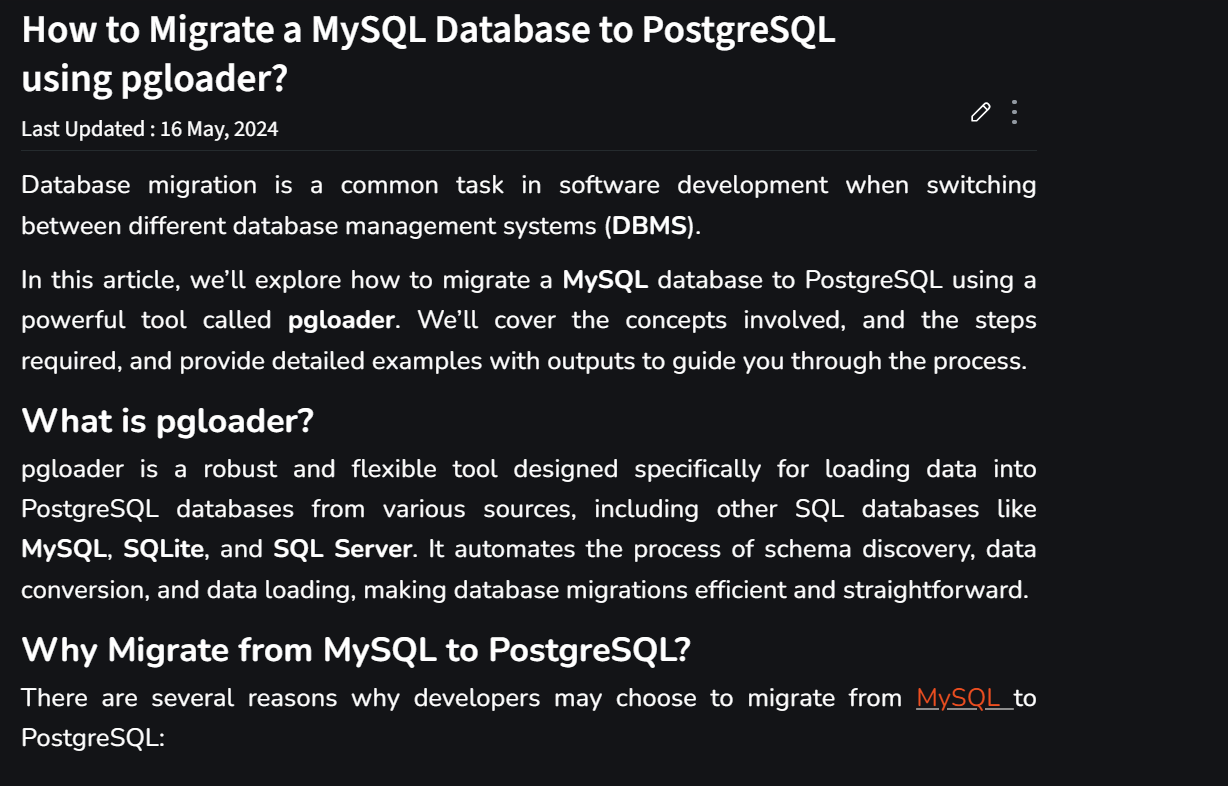 How to Migrate a MySQL Database to PostgreSQL
using pgloader?
Last Updated : 16 May, 2024
Database migration is a common task in software development when switching
between different database management systems (DBMS).
In this article, we’ll explore how to migrate a MySQL database to PostgreSQL using a
powerful tool called pgloader. We’ll cover the concepts involved, and the steps
required, and provide detailed examples with outputs to guide you through the process.
What is pgloader?
pgloader is a robust and flexible tool designed specifically for loading data into
PostgreSQL databases from various sources, including other SQL databases like
MySQL, SQLite, and SQL Server. It automates the process of schema discovery, data
conversion, and data loading, making database migrations efficient and straightforward.
Why Migrate from MySQL to PostgreSQL?
There are several reasons why developers may choose to migrate from MySQL to
PostgreSQL: